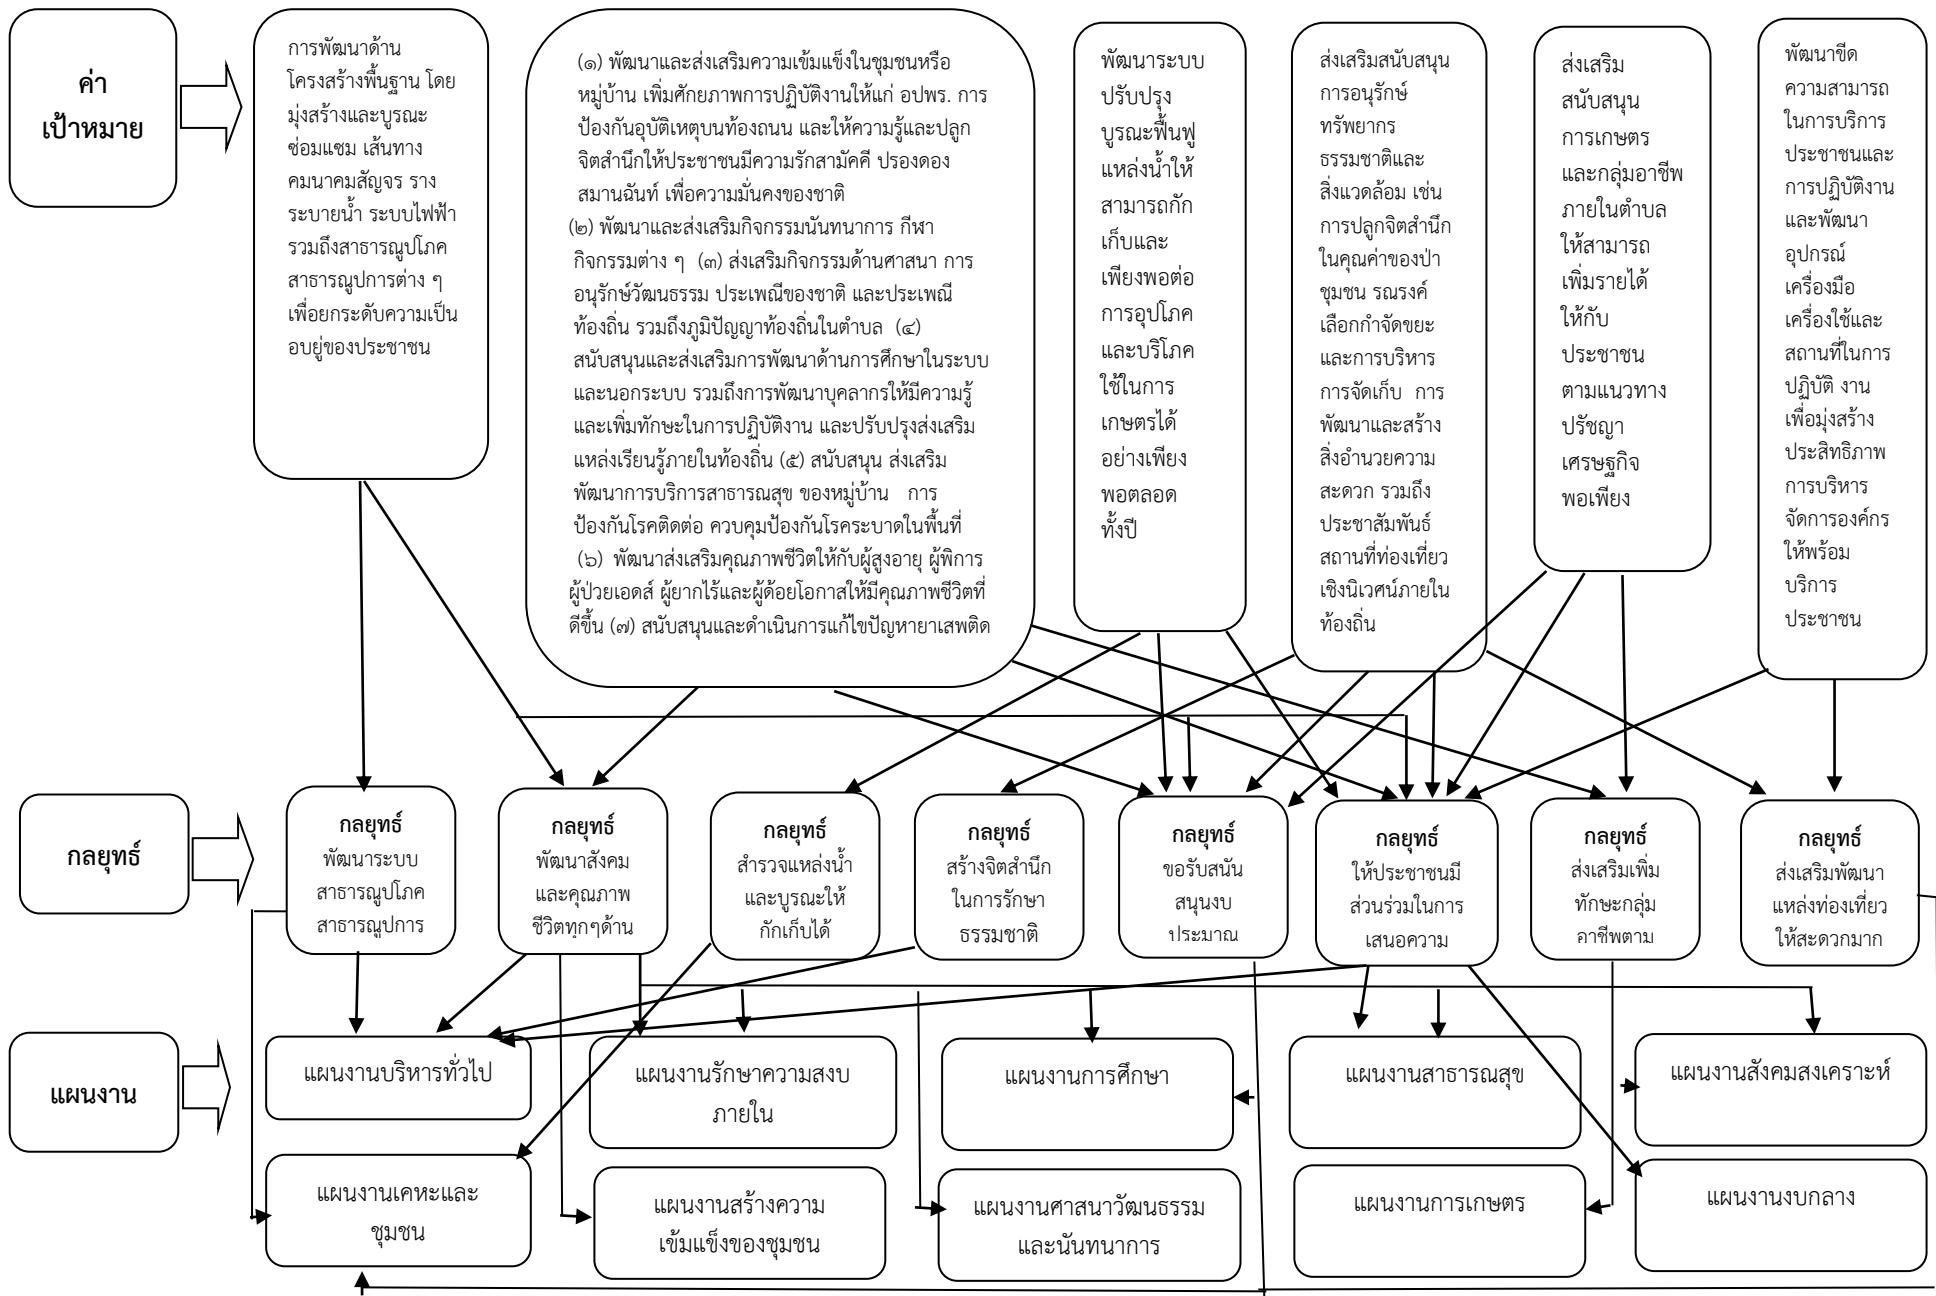 ค่า
เป้าหมาย
การพัฒนาด้าน
โครงสร้างพื้นฐาน โดย
มุ่งสร้างและบูรณะ
ซ่อมแซม เส้นทาง
คมนาคมสัญจร ราง
ระบายน้ำ ระบบไฟฟ้า
รวมถึงสาธารณูปโภค
สาธารณูปการต่าง ๆ
เพื่อยกระดับความเป็น
อบยู่ของประชาชน
(๑) พัฒนาและส่งเสริมความเข้มแข็งในชุมชนหรือ
หมู่บ้าน เพิ่มศักยภาพการปฏิบัติงานให้แก่ อปพร. การ
ป้องกันอุบัติเหตุบนท้องถนน และให้ความรู้และปลูก
จิตสำนึกให้ประชาชนมีความรักสามัคคี ปรองดอง
สมานฉันท์ เพื่อความมั่นคงของชาติ
(๒) พัฒนาและส่งเสริมกิจกรรมนันทนาการ กีฬา
กิจกรรมต่าง ๆ (๓) ส่งเสริมกิจกรรมด้านศาสนา การ
อนุรักษ์วัฒนธรรม ประเพณีของชาติ และประเพณี
ท้องถิ่น รวมถึงภูมิปัญญาท้องถิ่นในตำบล (๔)
สนับสนุนและส่งเสริมการพัฒนาด้านการศึกษาในระบบ
และนอกระบบ รวมถึงการพัฒนาบุคลากรให้มีความรู้
และเพิ่มทักษะในการปฏิบัติงาน และปรับปรุงส่งเสริม
แหล่งเรียนรู้ภายในท้องถิ่น (๕) สนับสนุน ส่งเสริม
พัฒนาการบริการสาธารณสุข ของหมู่บ้าน การ
ป้องกันโรคติดต่อ ควบคุมป้องกันโรคระบาดในพื้นที่
(๖) พัฒนาส่งเสริมคุณภาพชีวิตให้กับผู้สูงอายุ ผู้พิการ
ผู้ป่วยเอดส์ ผู้ยากไร้และผู้ด้อยโอกาสให้มีคุณภาพชีวิตที่
ดีขึ้น (๗) สนับสนุนและดำเนินการแก้ไขปัญหายาเสพติด
พัฒนาระบบ
ปรับปรุง
บูรณะฟื้นฟู
แหล่งน้ำให้
สามารถกัก
เก็บและ
เพียงพอต่อ
การอุปโภค
และบริโภค
ใช้ในการ
เกษตรได้
อย่างเพียง
พอตลอด
ทั้งปี
ส่งเสริมสนับสนุน
การอนุรักษ์
ทรัพยากร
ธรรมชาติและ
สิ่งแวดล้อม เช่น
การปลูกจิตสำนึก
ในคุณค่าของป่า
ชุมชน รณรงค์
เลือกกำจัดขยะ
และการบริหาร
การจัดเก็บ การ
พัฒนาและสร้าง
สิ่งอำนวยความ
สะดวก รวมถึง
ประชาสัมพันธ์
สถานที่ท่องเที่ยว
เชิงนิเวศน์ภายใน
ท้องถิ่น
ส่งเสริม
สนับสนุน
การเกษตร
และกลุ่มอาชีพ
ภายในตำบล
ให้สามารถ
เพิ่มรายได้
ให้กับ
ประชาชน
ตามแนวทาง
ปรัชญา
เศรษฐกิจ
พอเพียง
พัฒนาขีด
ความสามารถ
ในการบริการ
ประชาชนและ
การปฏิบัติงาน
และพัฒนา
อุปกรณ์
เครื่องมือ
เครื่องใช้และ
สถานที่ในการ
ปฏิบัติ งาน
เพื่อมุ่งสร้าง
ประสิทธิภาพ
การบริหาร
จัดการองค์กร
ให้พร้อม
บริการ
ประชาชน
กลยุทธ์
กลยุทธ์
พัฒนาระบบ
สาธารณูปโภค
สาธารณูปการ
กลยุทธ์
พัฒนาสังคม
และคุณภาพ
ชีวิตทุกๆด้าน
กลยุทธ์
สำรวจแหล่งน้ำ
และบูรณะให้
กักเก็บได้
กลยุทธ์
สร้างจิตสำนึก
ในการรักษา
ธรรมชาติ
กลยุทธ์
ขอรับสนัน
สนุนงบ
ประมาณ
กลยุทธ์
ให้ประชาชนมี
ส่วนร่วมในการ
เสนอความ
กลยุทธ์
ส่งเสริมเพิ่ม
ทักษะกลุ่ม
อาชีพตาม
กลยุทธ์
ส่งเสริมพัฒนา
แหล่งท่องเที่ยว
ให้สะดวกมาก
แผนงาน
แผนงานบริหารทั่วไป
แผนงานรักษาความสงบ
ภายใน
แผนงานการศึกษา
แผนงานสาธารณสุข
แผนงานสังคมสงเคราะห์
แผนงานเคหะและ
ชุมชน
แผนงานสร้างความ
เข้มแข็งของชุมชน
แผนงานศาสนาวัฒนธรรม
และนันทนาการ
แผนงานการเกษตร
แผนงานงบกลาง